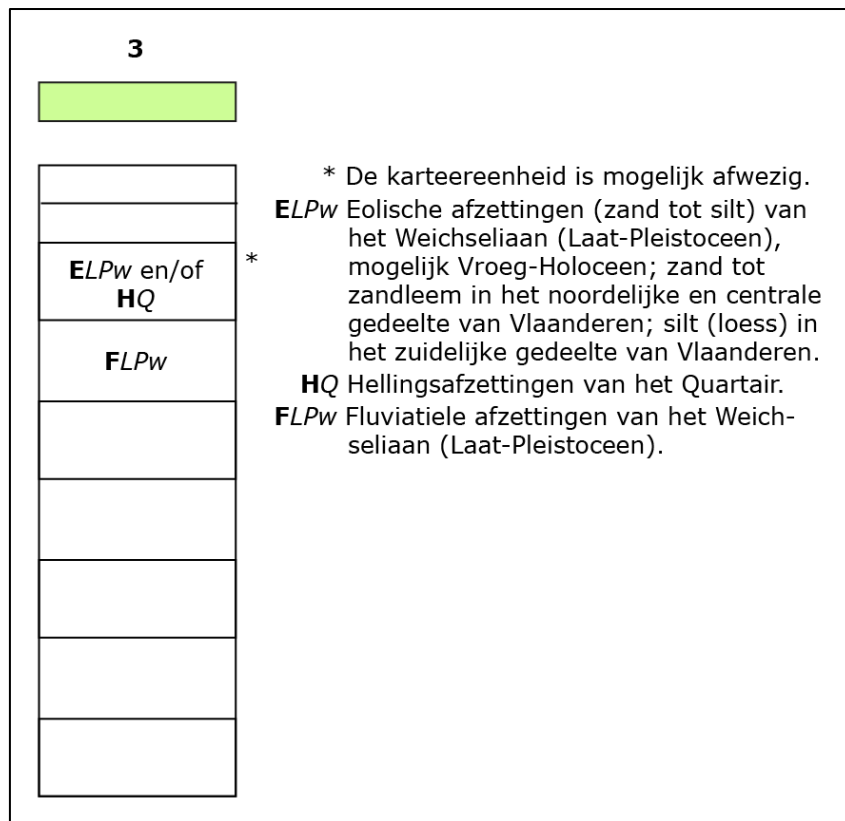 3
* De karteereenheid is mogelijk afwezig.
ELPw Eolische afzettingen (zand tot silt) van
het Weichseliaan (Laat-Pleistoceen),
mogelijk Vroeg-Holoceen; zand tot
zandleem in het noordelijke en centrale
gedeelte van Vlaanderen; silt (loess) in
het zuidelijke gedeelte van Vlaanderen.
HQ Hellingsafzettingen van het Quartair.
FLPw Fluviatiele afzettingen van het Weich-
seliaan (Laat-Pleistoceen).
ELPw en/of *
HQ
FLPw